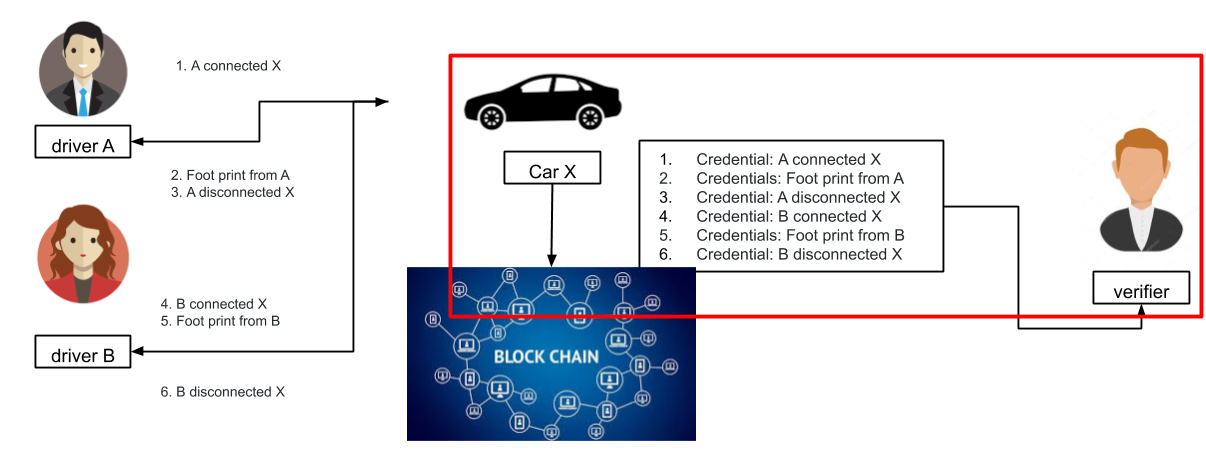 1. A connected X
driver A
2. Foot print from A
3. A disconnected X
4. B connected X
5. Foot print from B
driver B
6. B disconnected X
Car X
1. Credential: A connected X
2. Credentials: Foot print from A
3. Credential: A disconnected X
4. Credential: B connected X
5. Credentials: Foot print from B
6. Credential: B disconnected X
verifier
BLOCK CHAIN